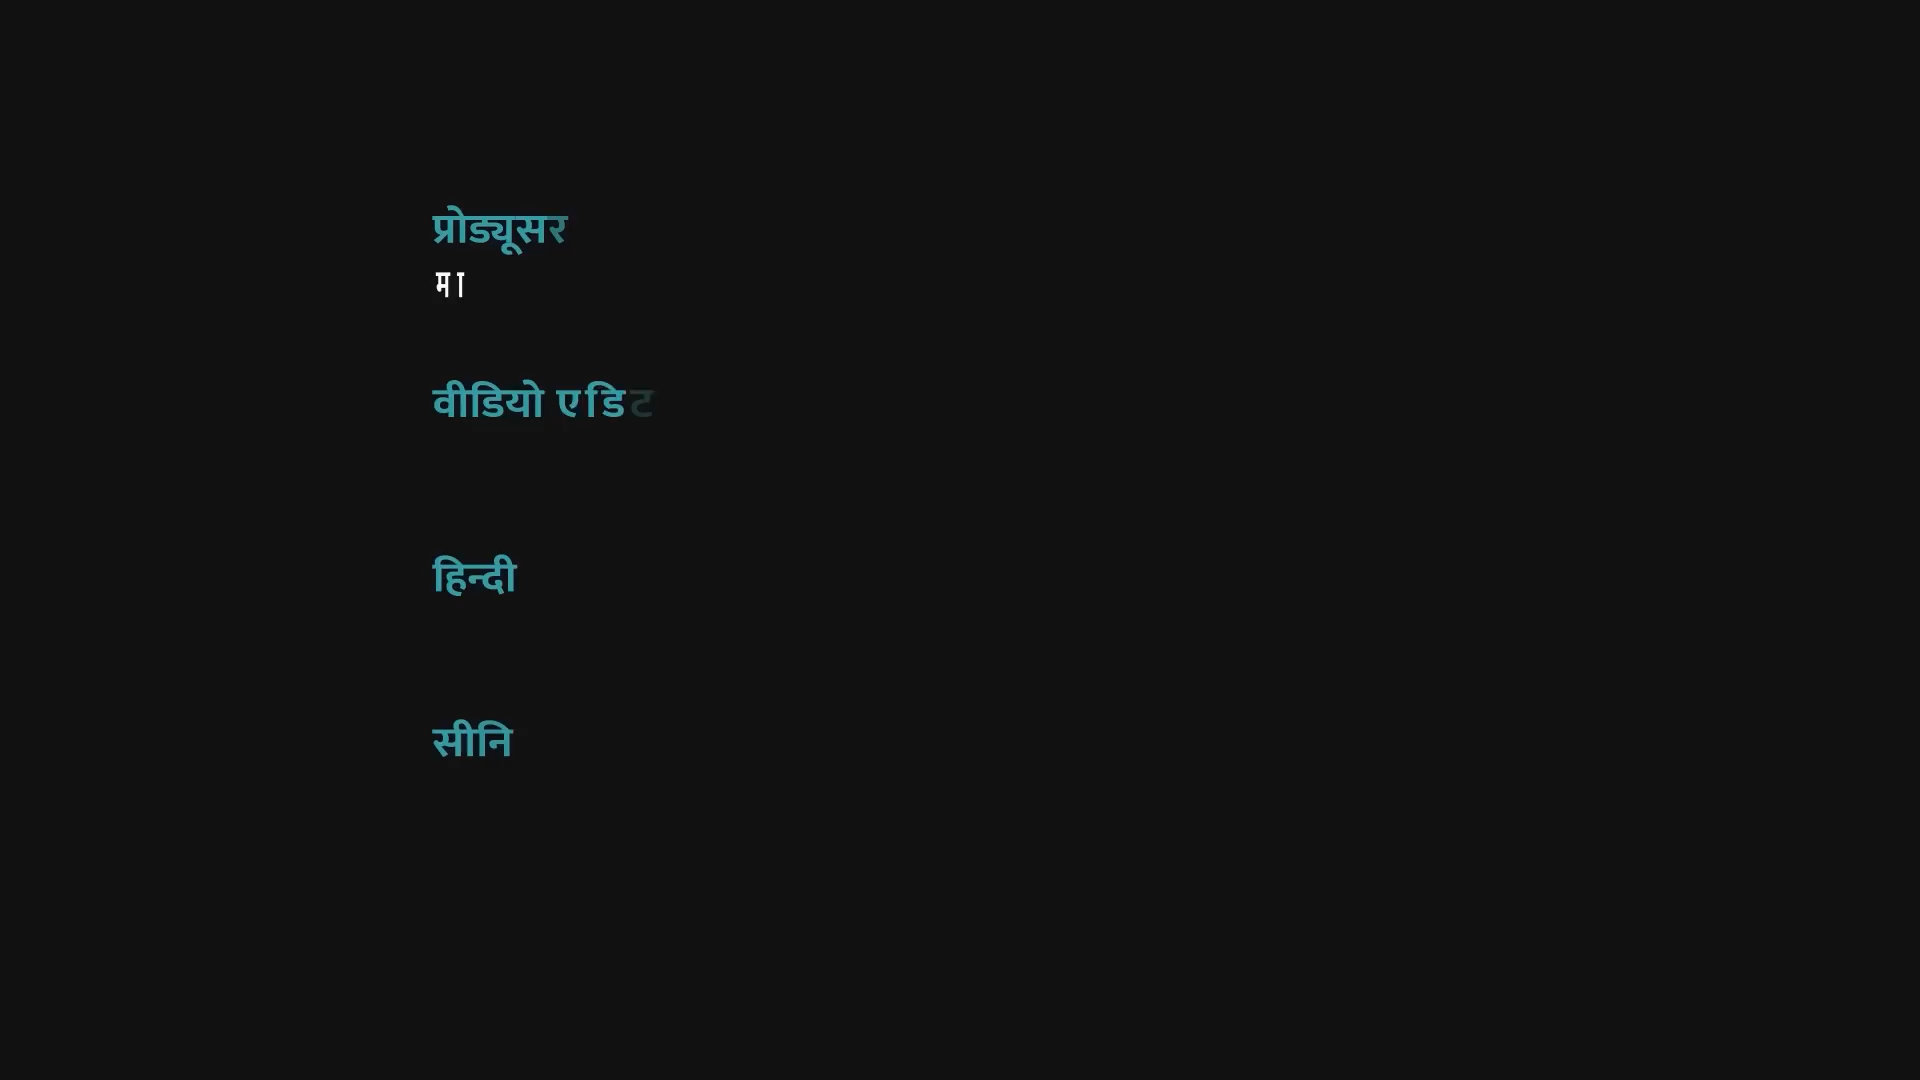 प्रोड्यूसर
मा
वीडियो एडिट
हिन्दी
सीनि